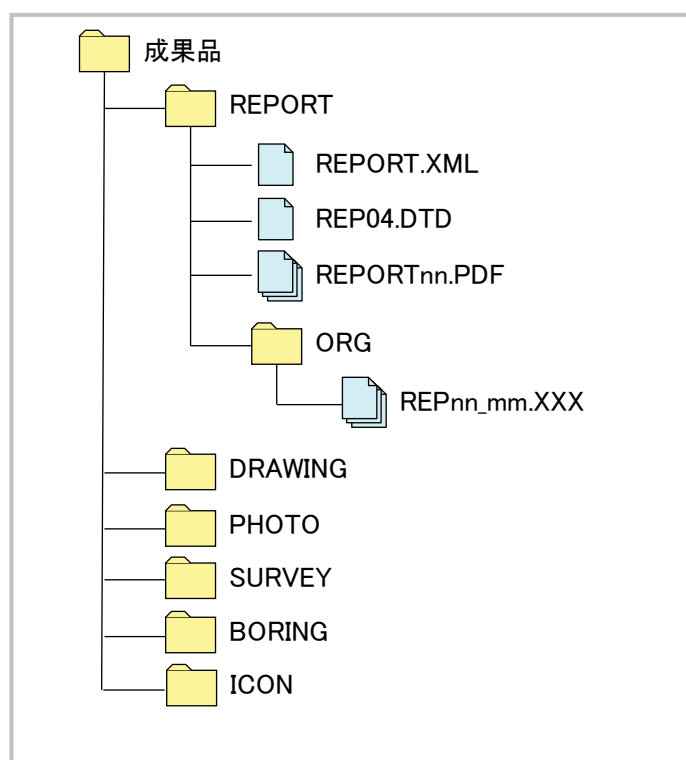 成果品
REPORT
REPORT.XML
REP04.DTD
REPORTnn.PDF
ORG
REPnn_mm.XXX
DRAWING
PHOTO
SURVEY
BORING
ICON